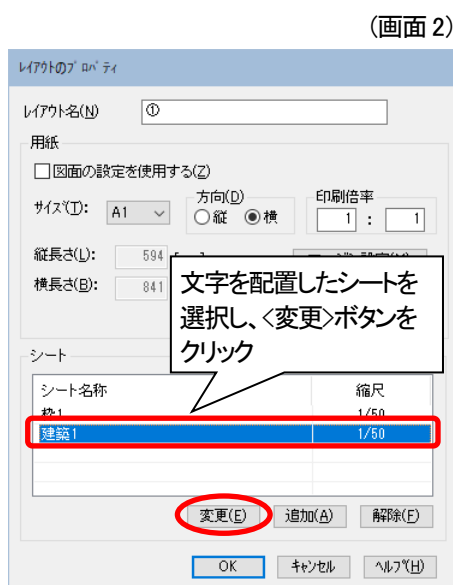 (画面 2)
レイアウトのプロパティ
レイアウト名(N) ①
用紙
図面の設定を使用する(Z)
サイズ(T): A1 方向(D) 縦 横 印刷倍率 1 : 1
縦長さ(L): 594
横長さ(B): 841
文字を配置したシートを
選択し、<変更>ボタンを
クリック
シート
シート名称 縮尺
枠1 1/50
建築1 1/50
変更(E) 追加(A) 解除(F)
OK キャンセル ヘルプ(H)